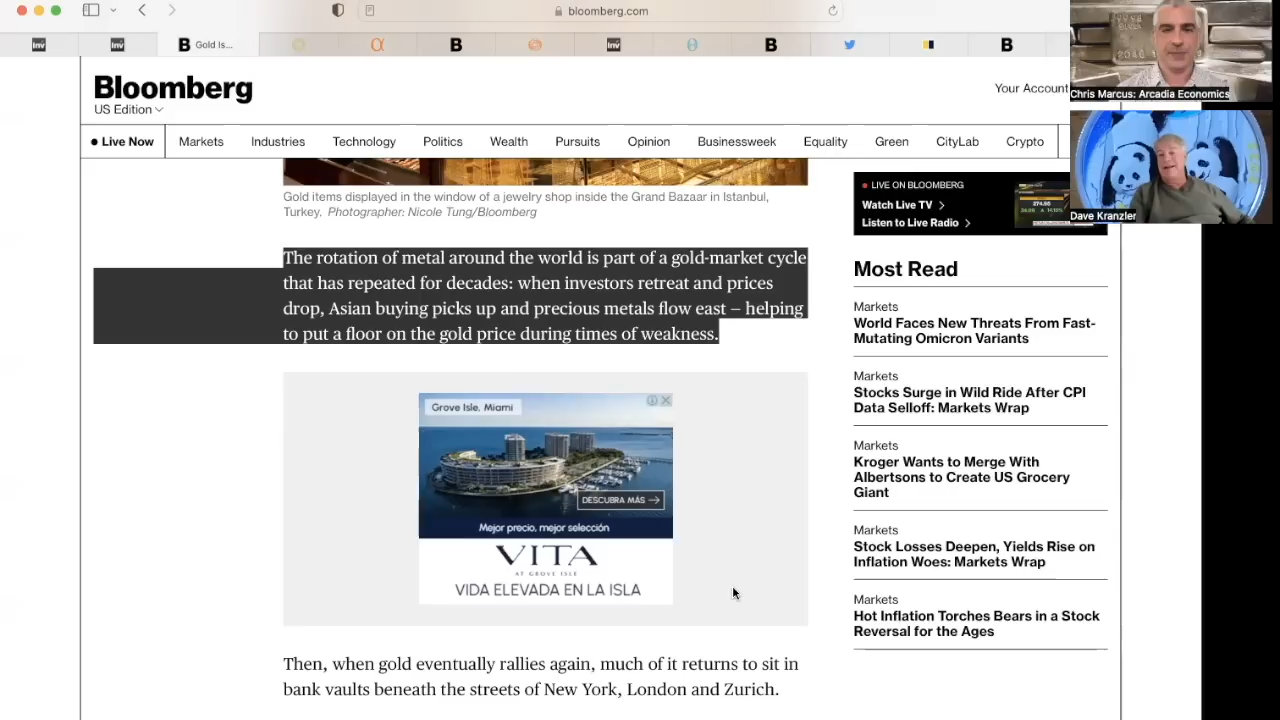 bloomberg.com
Inv
Inv
B Gold Is...
α
B
Inv
B
B
Bloomberg
US Edition
Your Account
Live Now
Markets
Industries
Technology
Politics
Wealth
Pursuits
Opinion
Businessweek
Equality
Green
CityLab
Crypto
Gold items displayed in the window of a jewelry shop inside the Grand Bazaar in Istanbul,
Turkey. Photographer: Nicole Tung/Bloomberg
The rotation of metal around the world is part of a gold-market cycle
that has repeated for decades: when investors retreat and prices
drop, Asian buying picks up and precious metals flow east – helping
to put a floor on the gold price during times of weakness.
Grove Isle, Miami
DESCUBRA MÁS
Mejor precio, mejor selección
VITA
AT GROVE ISLE
VIDA ELEVADA EN LA ISLA
Then, when gold eventually rallies again, much of it returns to sit in
bank vaults beneath the streets of New York, London and Zurich.
LIVE ON BLOOMBERG
Watch Live TV
Listen to Live Radio
Most Read
Markets
World Faces New Threats From Fast-
Mutating Omicron Variants
Markets
Stocks Surge in Wild Ride After CPI
Data Selloff: Markets Wrap
Markets
Kroger Wants to Merge With
Albertsons to Create US Grocery
Giant
Markets
Stock Losses Deepen, Yields Rise on
Inflation Woes: Markets Wrap
Markets
Hot Inflation Torches Bears in a Stock
Reversal for the Ages
Chris Marcus: Arcadia Economics
Dave Kranzler